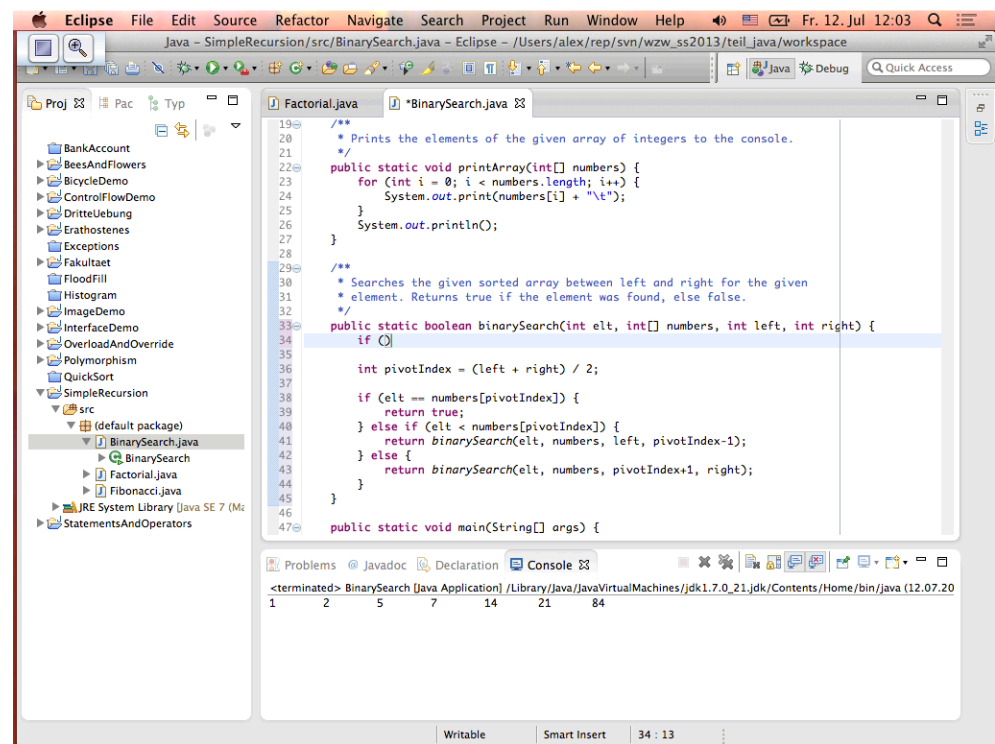 Eclipse File Edit Source Refactor Navigate Search Project Run Window Help Fr. 12. Jul 12:03
Java – SimpleRecursion/src/BinarySearch.java – Eclipse – /Users/alex/rep/svn/wzw_ss2013/teil_java/workspace
Java Debug Quick Access
Proj Pac Typ
BankAccount
BeesAndFlowers
BicycleDemo
ControlFlowDemo
DritteUebung
Erathostenes
Exceptions
Fakultaet
FloodFill
Histogram
ImageDemo
InterfaceDemo
OverloadAndOverride
Polymorphism
QuickSort
SimpleRecursion
src
(default package)
BinarySearch.java
BinarySearch
Factorial.java
Fibonacci.java
JRE System Library [Java SE 7 (Ma
StatementsAndOperators
Factorial.java *BinarySearch.java
19 /**
20 * Prints the elements of the given array of integers to the console.
21 */
22 public static void printArray(int[] numbers) {
23 for (int i = 0; i < numbers.length; i++) {
24 System.out.print(numbers[i] + "\t");
25 }
26 System.out.println();
27 }
28
29 /**
30 * Searches the given sorted array between left and right for the given
31 * element. Returns true if the element was found, else false.
32 */
33 public static boolean binarySearch(int elt, int[] numbers, int left, int right) {
34 if ()
35
36 int pivotIndex = (left + right) / 2;
37
38 if (elt == numbers[pivotIndex]) {
39 return true;
40 } else if (elt < numbers[pivotIndex]) {
41 return binarySearch(elt, numbers, left, pivotIndex-1);
42 } else {
43 return binarySearch(elt, numbers, pivotIndex+1, right);
44 }
45 }
46
47 public static void main(String[] args) {
Problems @ Javadoc Declaration Console
<terminated> BinarySearch [Java Application] /Library/Java/JavaVirtualMachines/jdk1.7.0_21.jdk/Contents/Home/bin/java (12.07.20
1 2 5 7 14 21 84
Writable Smart Insert 34 : 13